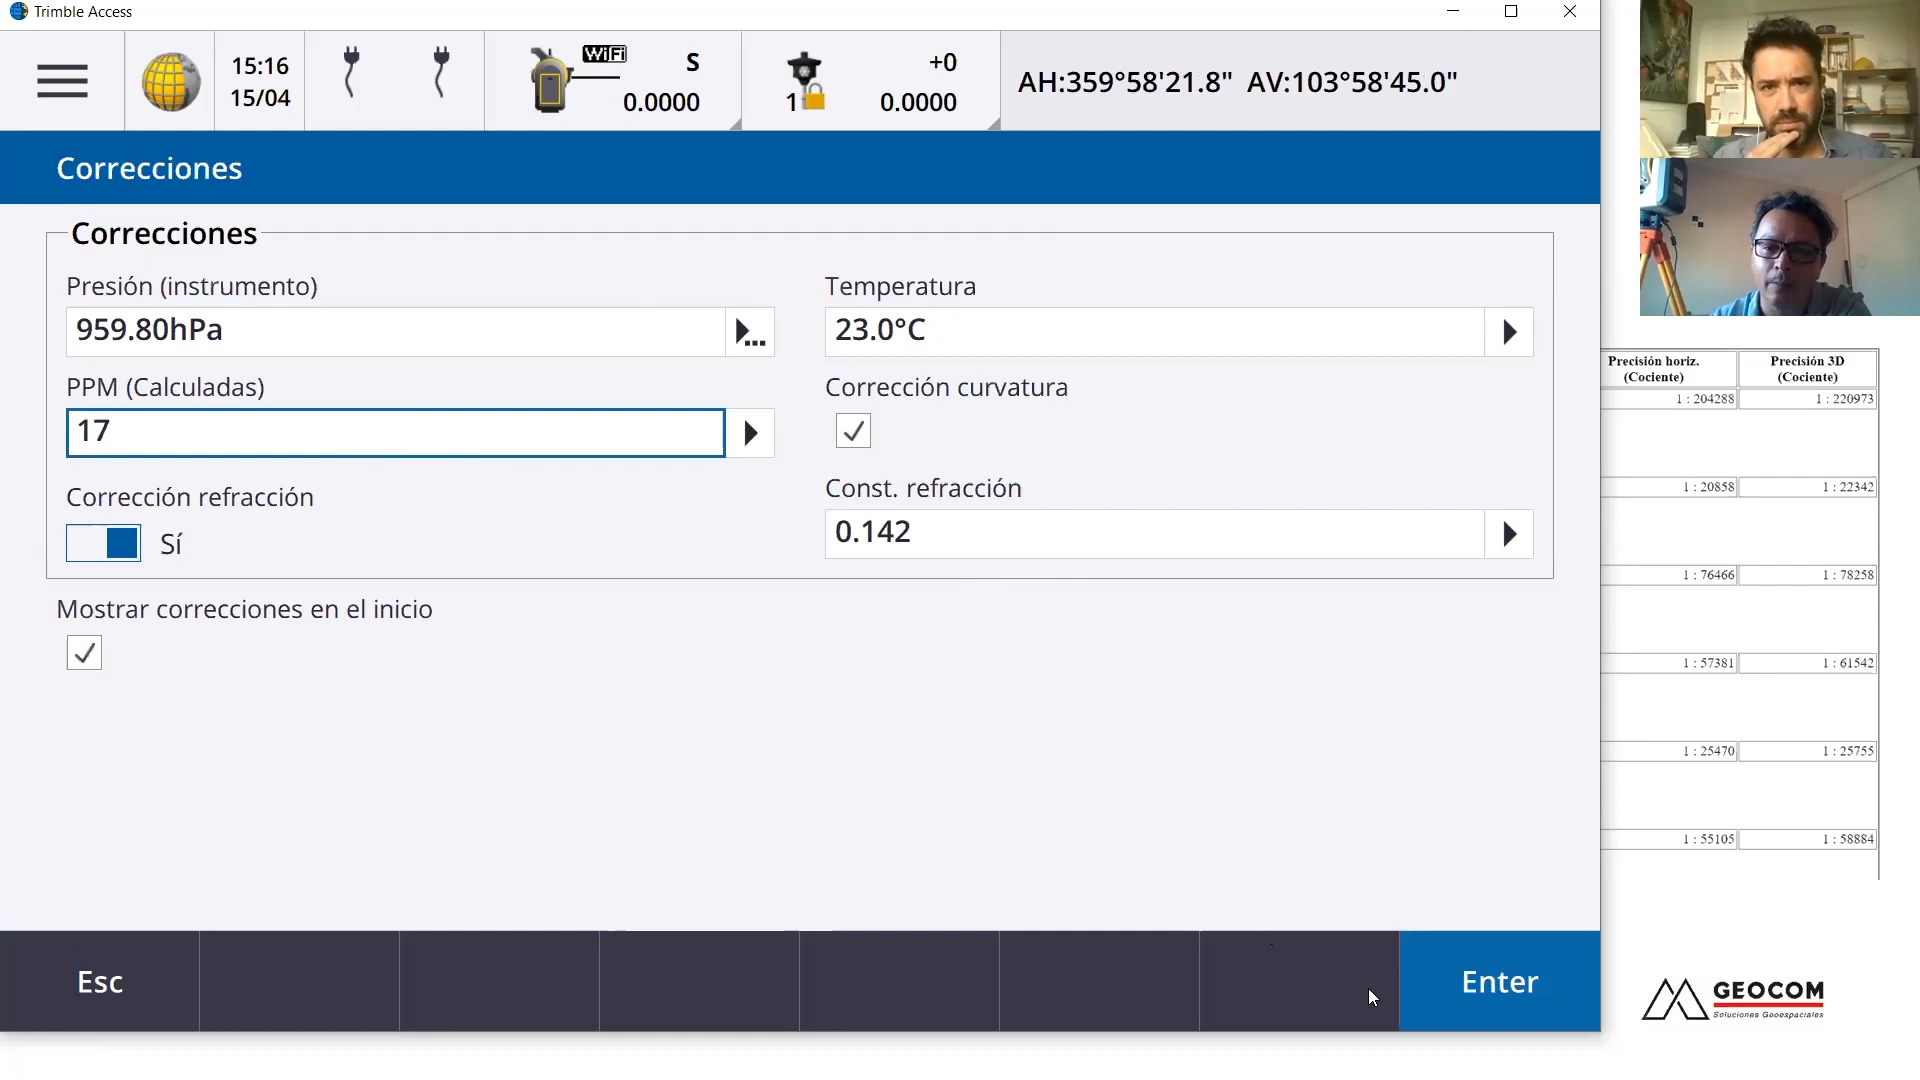 Trimble Access
15:16
15/04
WiFi
S
0.0000
1
+0
0.0000
AH:359°58'21.8" AV:103°58'45.0"
Correcciones
Correcciones
Presión (instrumento)
959.80hPa
Temperatura
23.0°C
PPM (Calculadas)
17
Corrección curvatura
Corrección refracción
Sí
Const. refracción
0.142
Mostrar correcciones en el inicio
Esc
Enter
Precisión horiz.
(Cociente)
Precisión 3D
(Cociente)
1 : 204288
1 : 220973
1 : 20858
1 : 22342
1 : 76466
1 : 78258
1 : 57381
1 : 61542
1 : 25470
1 : 25755
1 : 55105
1 : 58884
GEOCOM
Soluciones Geoespaciales